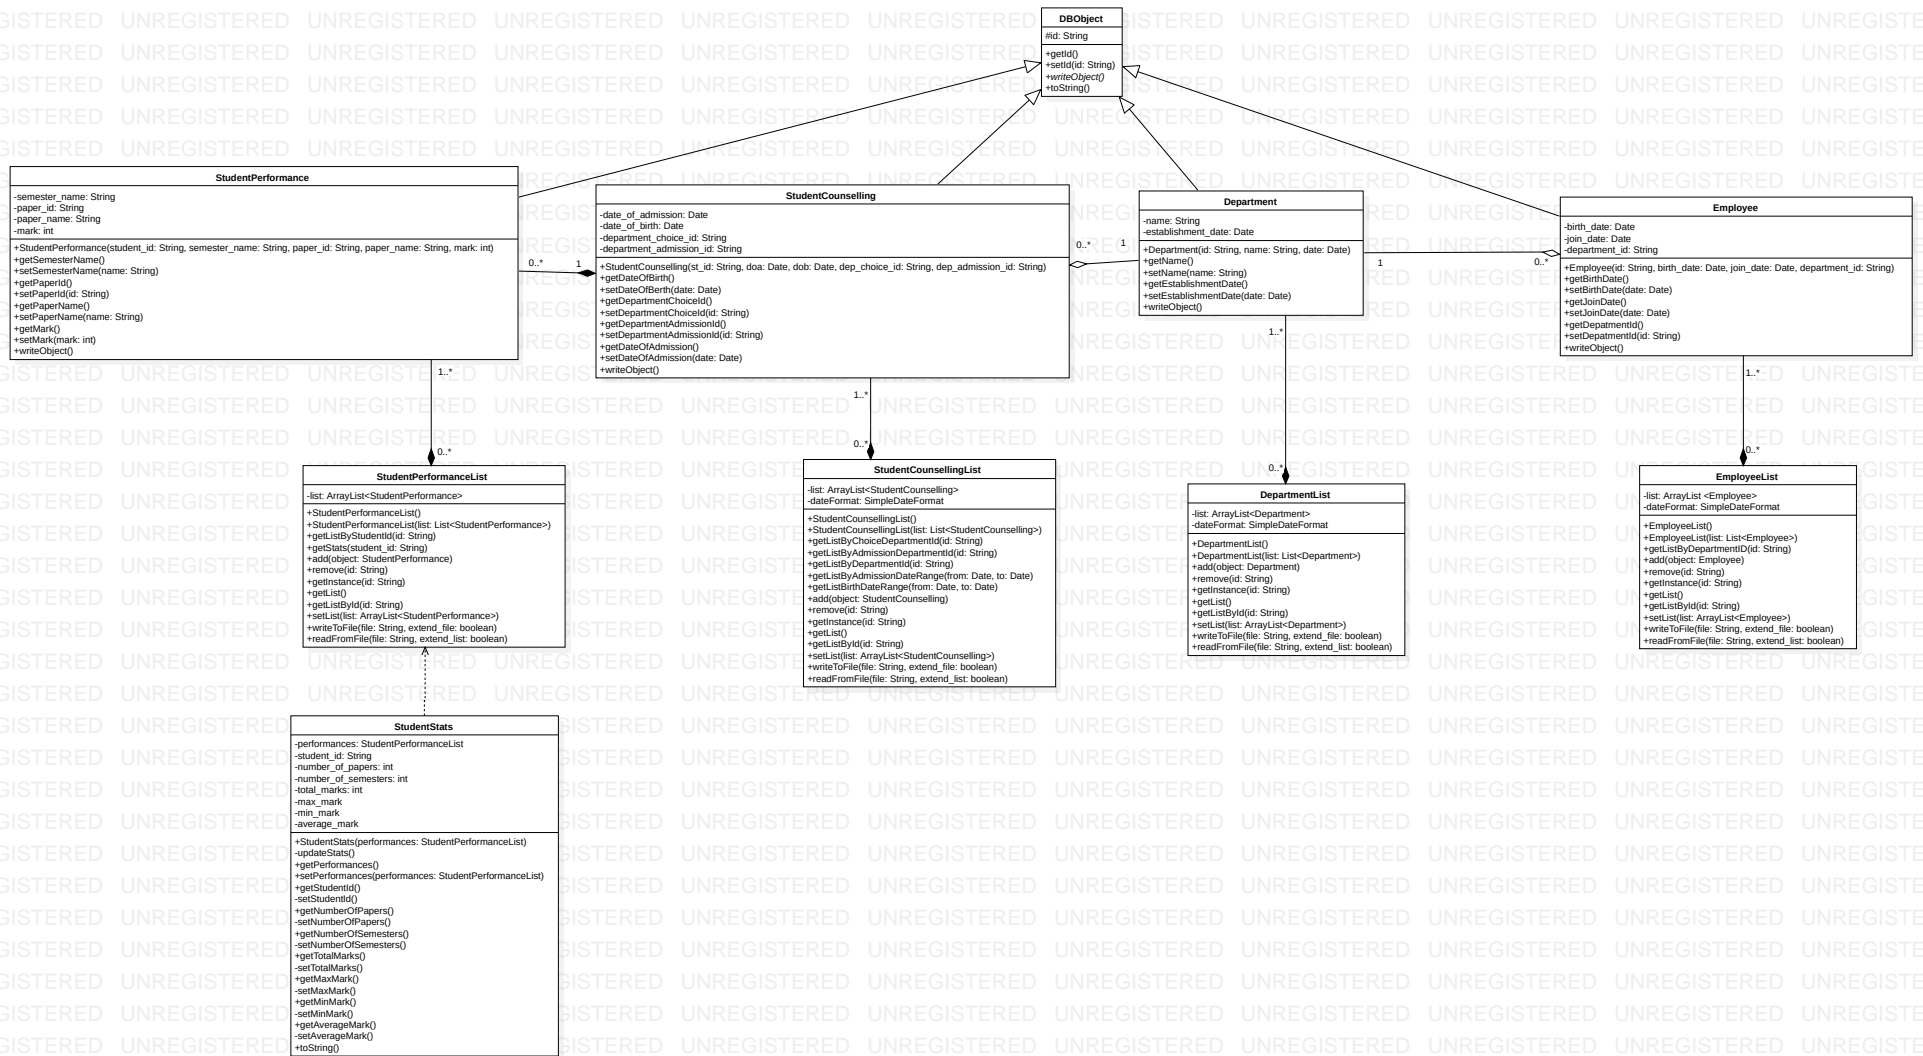 DBObject
#id: String
+getId()
+setId(id: String)
+writeObject()
+toString()
StudentPerformance
-semester_name: String
-paper_id: String
-paper_name: String
-mark: int
+StudentPerformance(student_id: String, semester_name: String, paper_id: String, paper_name: String, mark: int)
+getSemesterName()
+setSemesterName(name: String)
+getPaperId()
+setPaperId(id: String)
+getPaperName()
+setPaperName(name: String)
+getMark()
+setMark(mark: int)
+writeObject()
0..*
1
StudentCounselling
-date_of_admission: Date
-date_of_birth: Date
-department_choice_id: String
-department_admission_id: String
+StudentCounselling(st_id: String, doa: Date, dob: Date, dep_choice_id: String, dep_admission_id: String)
+getDateOfBirth()
+setDateOfBerth(date: Date)
+getDepartmentChoiceId()
+setDepartmentChoiceId(id: String)
+getDepartmentAdmissionId()
+setDepartmentAdmissionId(id: String)
+getDateOfAdmission()
+setDateOfAdmission(date: Date)
+writeObject()
0..*
1
Department
-name: String
-establishment_date: Date
+Department(id: String, name: String, date: Date)
+getName()
+setName(name: String)
+getEstablishmentDate()
+setEstablishmentDate(date: Date)
+writeObject()
1
0..*
Employee
-birth_date: Date
-join_date: Date
-department_id: String
+Employee(id: String, birth_date: Date, join_date: Date, department_id: String)
+getBirthDate()
+setBirthDate(date: Date)
+getJoinDate()
+setJoinDate(date: Date)
+getDepatmentId()
+setDepatmentId(id: String)
+writeObject()
1..*
0..*
StudentPerformanceList
-list: ArrayList<StudentPerformance>
+StudentPerformanceList()
+StudentPerformanceList(list: List<StudentPerformance>)
+getListByStudentId(id: String)
+getStats(student_id: String)
+add(object: StudentPerformance)
+remove(id: String)
+getInstance(id: String)
+getList()
+getListById(id: String)
+setList(list: ArrayList<StudentPerformance>)
+writeToFile(file: String, extend_file: boolean)
+readFromFile(file: String, extend_list: boolean)
1..*
0..*
StudentCounsellingList
-list: ArrayList<StudentCounselling>
-dateFormat: SimpleDateFormat
+StudentCounsellingList()
+StudentCounsellingList(list: List<StudentCounselling>)
+getListByChoiceDepartmentId(id: String)
+getListByAdmissionDepartmentId(id: String)
+getListByDepartmentId(id: String)
+getListByAdmissionDateRange(from: Date, to: Date)
+getListBirthDateRange(from: Date, to: Date)
+add(object: StudentCounselling)
+remove(id: String)
+getInstance(id: String)
+getList()
+getListById(id: String)
+setList(list: ArrayList<StudentCounselling>)
+writeToFile(file: String, extend_file: boolean)
+readFromFile(file: String, extend_list: boolean)
1..*
0..*
DepartmentList
-list: ArrayList<Department>
-dateFormat: SimpleDateFormat
+DepartmentList()
+DepartmentList(list: List<Department>)
+add(object: Department)
+remove(id: String)
+getInstance(id: String)
+getList()
+getListById(id: String)
+setList(list: ArrayList<Department>)
+writeToFile(file: String, extend_file: boolean)
+readFromFile(file: String, extend_list: boolean)
1..*
0..*
EmployeeList
-list: ArrayList <Employee>
-dateFormat: SimpleDateFormat
+EmployeeList()
+EmployeeList(list: List<Employee>)
+getListByDepartmentID(id: String)
+add(object: Employee)
+remove(id: String)
+getInstance(id: String)
+getList()
+getListById(id: String)
+setList(list: ArrayList<Employee>)
+writeToFile(file: String, extend_file: boolean)
+readFromFile(file: String, extend_list: boolean)
StudentStats
-performances: StudentPerformanceList
-student_id: String
-number_of_papers: int
-number_of_semesters: int
-total_marks: int
-max_mark
-min_mark
-average_mark
+StudentStats(performances: StudentPerformanceList)
-updateStats()
+getPerformances()
+setPerformances(performances: StudentPerformanceList)
+getStudentId()
-setStudentId()
+getNumberOfPapers()
-setNumberOfPapers()
+getNumberOfSemesters()
-setNumberOfSemesters()
+getTotalMarks()
-setTotalMarks()
+getMaxMark()
-setMaxMark()
+getMinMark()
-setMinMark()
+getAverageMark()
-setAverageMark()
+toString()
UNREGISTERED